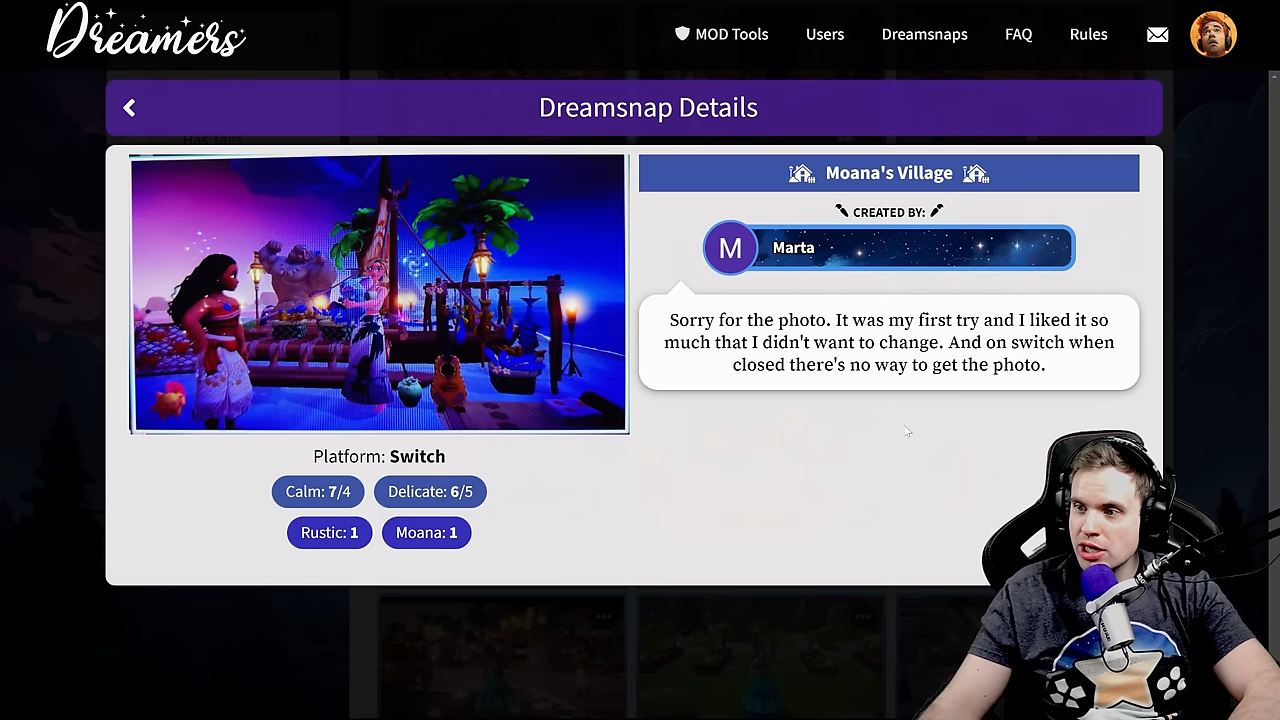 Dreamers
MOD Tools
Users
Dreamsnaps
FAQ
Rules
Dreamsnap Details
Moana's Village
CREATED BY:
M
Marta
Sorry for the photo. It was my first try and I liked it so
much that I didn't want to change. And on switch when
closed there's no way to get the photo.
Platform: Switch
Calm: 7/4
Delicate: 6/5
Rustic: 1
Moana: 1